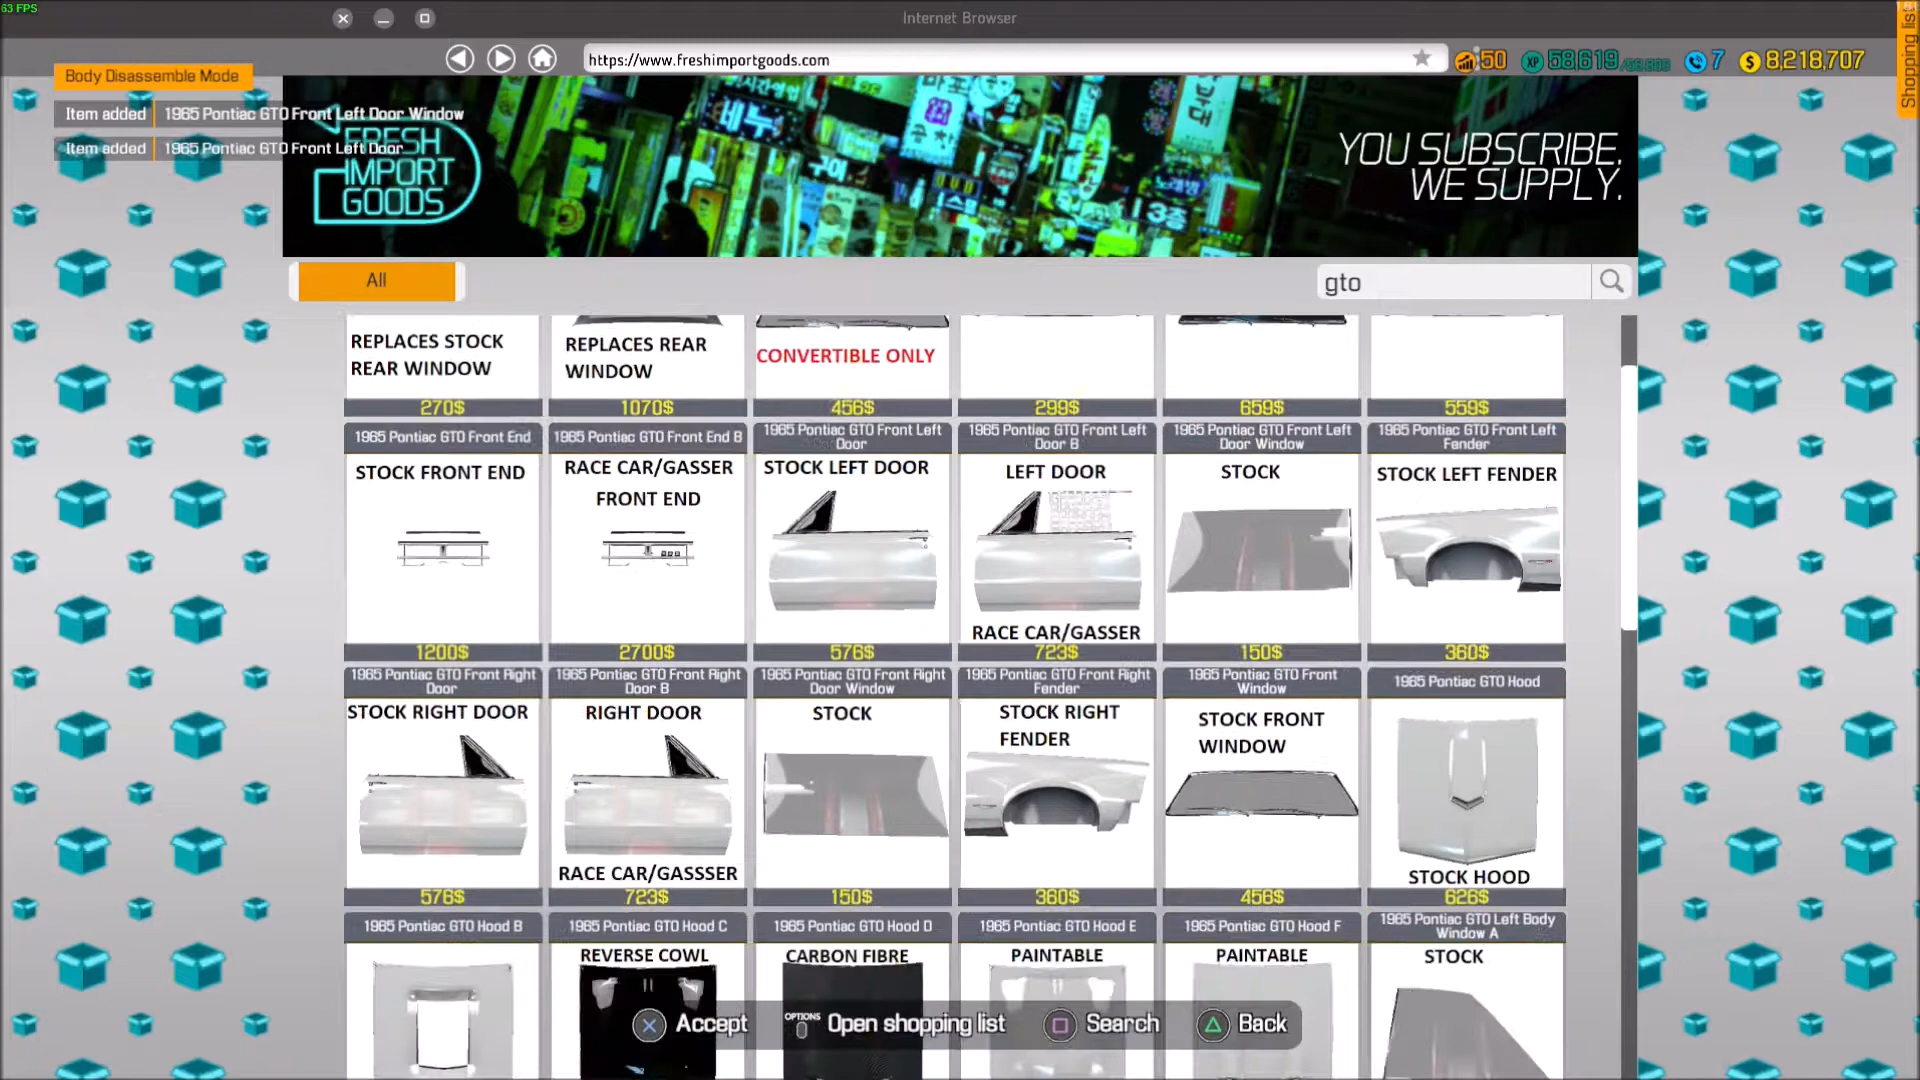 63 FPS
Internet Browser
https://www.freshimportgoods.com
50
XP 58,619
7
$ 8,218,707
Shopping list
Body Disassemble Mode
Item added 1965 Pontiac GTO Front Left Door Window
Item added 1965 Pontiac GTO Front Left Door
FRESH
IMPORT
GOODS
YOU SUBSCRIBE.
WE SUPPLY.
All
gto
REPLACES STOCK
REAR WINDOW
REPLACES REAR
WINDOW
CONVERTIBLE ONLY
270$
1070$
456$
299$
659$
559$
1965 Pontiac GTO Front End
1965 Pontiac GTO Front End B
1965 Pontiac GTO Front Left
Door
1965 Pontiac GTO Front Left
Door B
1965 Pontiac GTO Front Left
Door Window
1965 Pontiac GTO Front Left
Fender
STOCK FRONT END
RACE CAR/GASSER
FRONT END
STOCK LEFT DOOR
LEFT DOOR
RACE CAR/GASSER
STOCK
STOCK LEFT FENDER
1200$
2700$
576$
723$
150$
360$
1965 Pontiac GTO Front Right
Door
1965 Pontiac GTO Front Right
Door B
1965 Pontiac GTO Front Right
Door Window
1965 Pontiac GTO Front Right
Fender
1965 Pontiac GTO Front
Window
1965 Pontiac GTO Hood
STOCK RIGHT DOOR
RIGHT DOOR
RACE CAR/GASSSER
STOCK
STOCK RIGHT
FENDER
STOCK FRONT
WINDOW
STOCK HOOD
576$
723$
150$
360$
456$
626$
1965 Pontiac GTO Hood B
1965 Pontiac GTO Hood C
1965 Pontiac GTO Hood D
1965 Pontiac GTO Hood E
1965 Pontiac GTO Hood F
1965 Pontiac GTO Left Body
Window A
REVERSE COWL
CARBON FIBRE
PAINTABLE
PAINTABLE
STOCK
Accept
OPTIONS Open shopping list
Search
Back